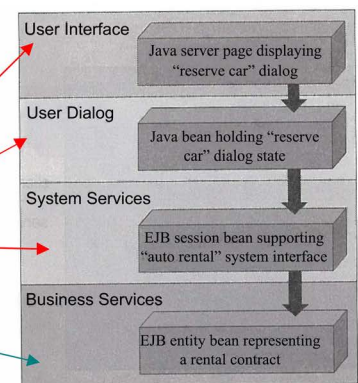 User Interface
Java server page displaying
“reserve car” dialog
User Dialog
Java bean holding “reserve
car” dialog state
System Services
EJB session bean supporting
“auto rental” system interface
Business Services
EJB entity bean representing
a rental contract